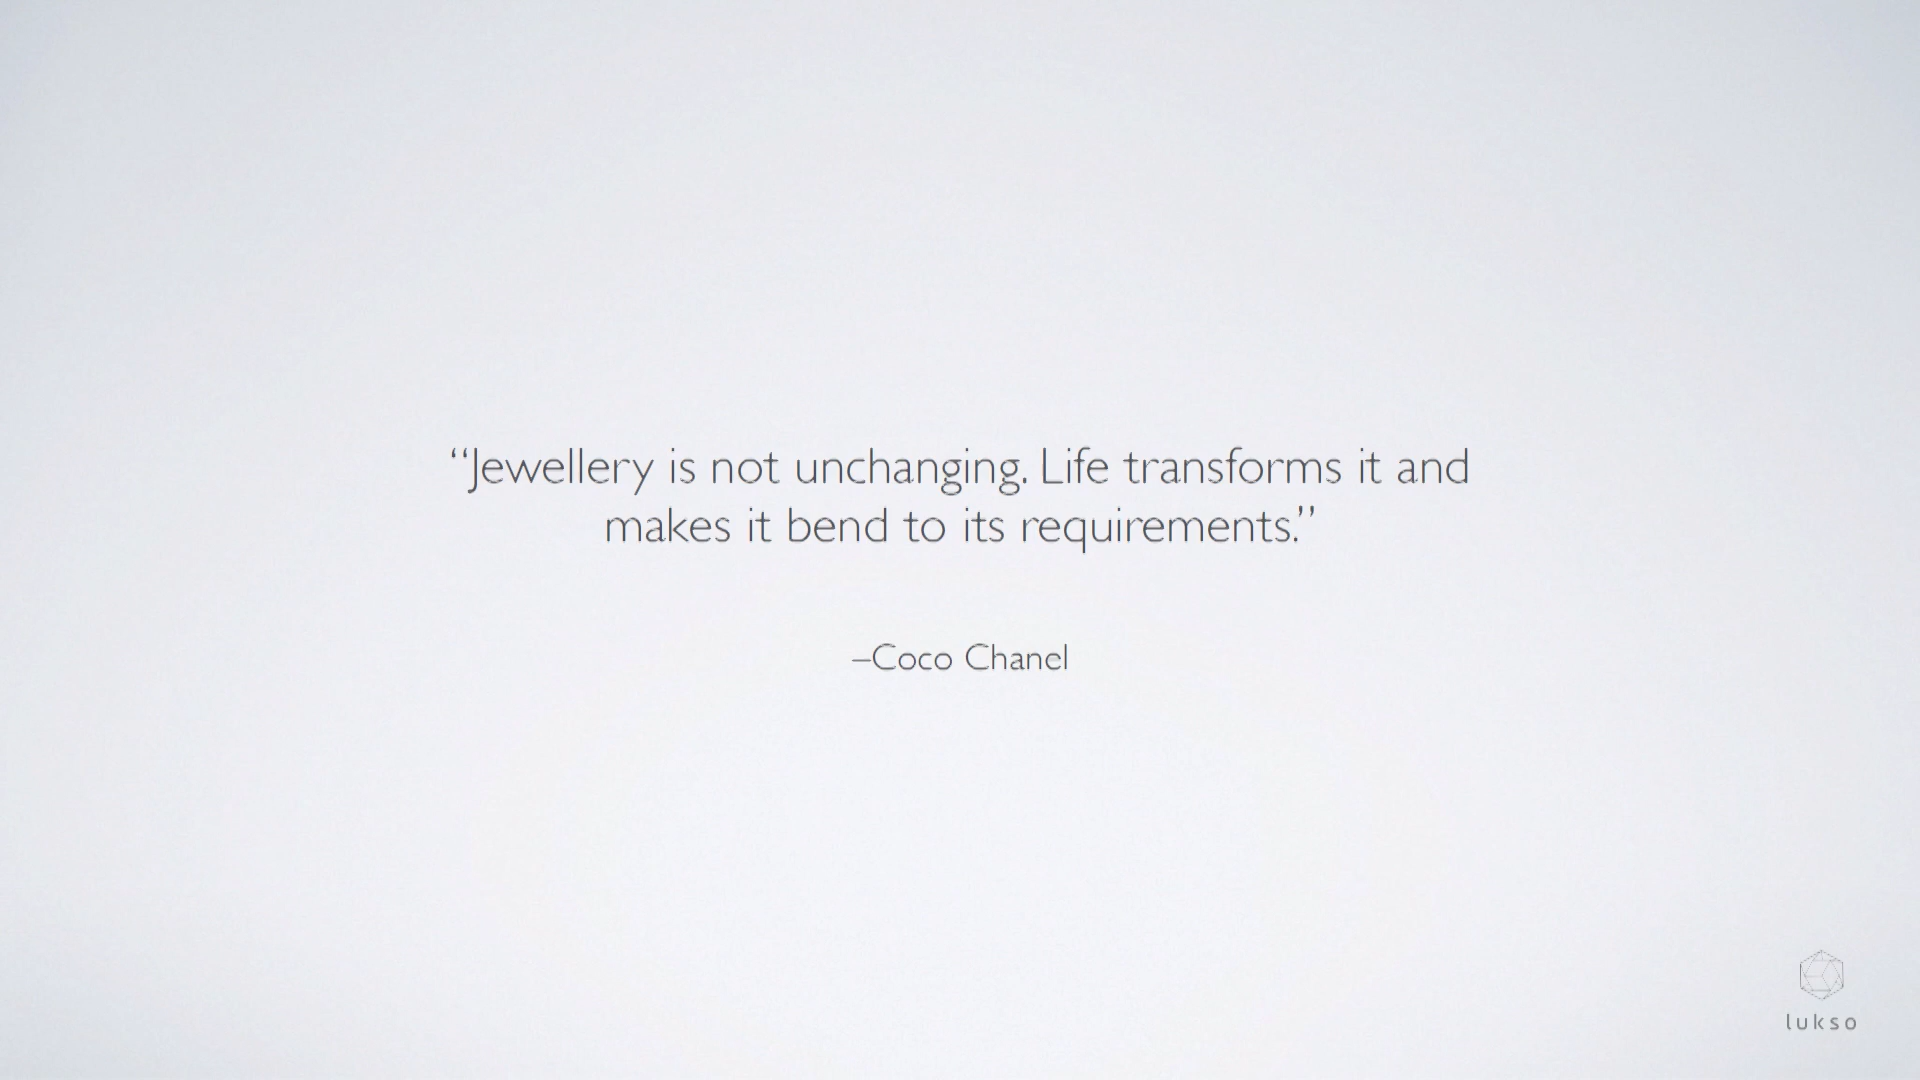 “Jewellery is not unchanging. Life transforms it and
makes it bend to its requirements.”
–Coco Chanel
lukso